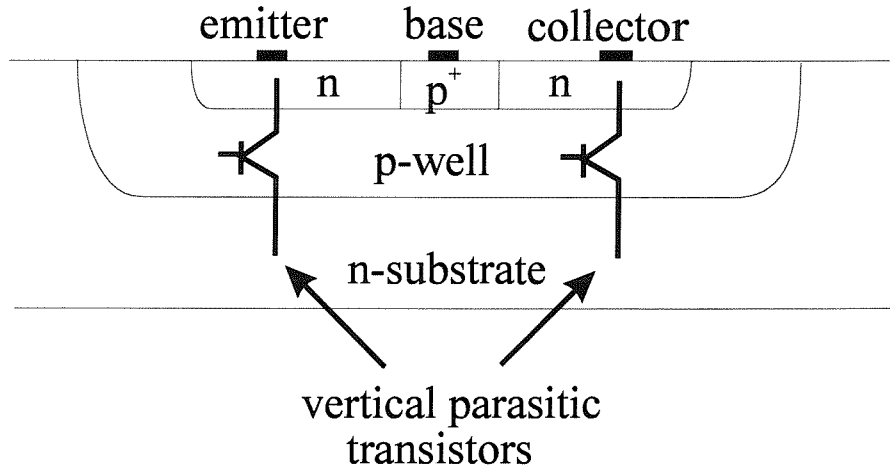 emitter base collector
n p+ n
p-well
n-substrate
vertical parasitic
transistors